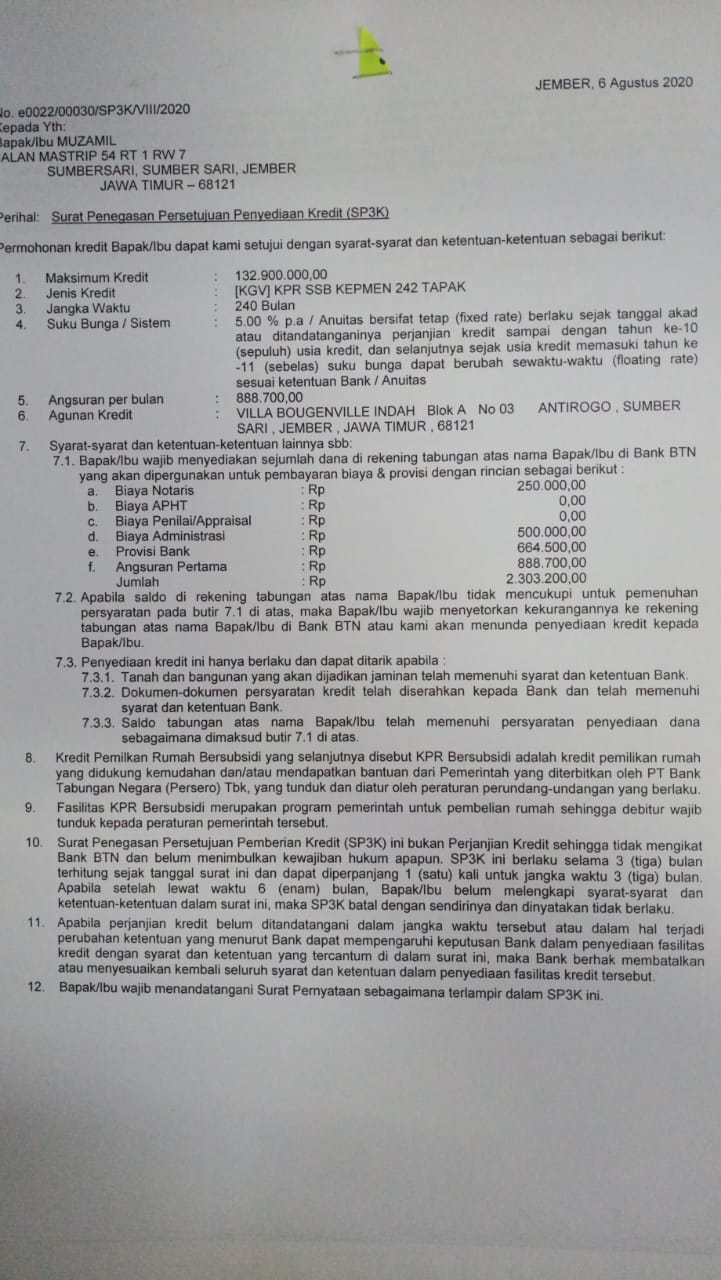 JEMBER, 6 Agustus 2020
No. e0022/00030/SP3K/VIII/2020
Kepada Yth:
Bapak/Ibu MUZAMIL
JALAN MASTRIP 54 RT 1 RW 7
SUMBERSARI, SUMBER SARI, JEMBER
JAWA TIMUR – 68121
Perihal: Surat Penegasan Persetujuan Penyediaan Kredit (SP3K)
Permohonan kredit Bapak/Ibu dapat kami setujui dengan syarat-syarat dan ketentuan-ketentuan sebagai berikut:
1. Maksimum Kredit : 132.900.000,00
2. Jenis Kredit : [KGV] KPR SSB KEPMEN 242 TAPAK
3. Jangka Waktu : 240 Bulan
4. Suku Bunga / Sistem : 5.00 % p.a / Anuitas bersifat tetap (fixed rate) berlaku sejak tanggal akad
atau ditandatanganinya perjanjian kredit sampai dengan tahun ke-10
(sepuluh) usia kredit, dan selanjutnya sejak usia kredit memasuki tahun ke
-11 (sebelas) suku bunga dapat berubah sewaktu-waktu (floating rate)
sesuai ketentuan Bank / Anuitas
5. Angsuran per bulan : 888.700,00
6. Agunan Kredit : VILLA BOUGENVILLE INDAH Blok A No 03 ANTIROGO , SUMBER
SARI , JEMBER , JAWA TIMUR , 68121
7. Syarat-syarat dan ketentuan-ketentuan lainnya sbb:
7.1. Bapak/Ibu wajib menyediakan sejumlah dana di rekening tabungan atas nama Bapak/Ibu di Bank BTN
yang akan dipergunakan untuk pembayaran biaya & provisi dengan rincian sebagai berikut :
a. Biaya Notaris : Rp 250.000,00
b. Biaya APHT : Rp 0,00
c. Biaya Penilai/Appraisal : Rp 0,00
d. Biaya Administrasi : Rp 500.000,00
e. Provisi Bank : Rp 664.500,00
f. Angsuran Pertama : Rp 888.700,00
Jumlah : Rp 2.303.200,00
7.2. Apabila saldo di rekening tabungan atas nama Bapak/Ibu tidak mencukupi untuk pemenuhan
persyaratan pada butir 7.1 di atas, maka Bapak/Ibu wajib menyetorkan kekurangannya ke rekening
tabungan atas nama Bapak/Ibu di Bank BTN atau kami akan menunda penyediaan kredit kepada
Bapak/Ibu.
7.3. Penyediaan kredit ini hanya berlaku dan dapat ditarik apabila :
7.3.1. Tanah dan bangunan yang akan dijadikan jaminan telah memenuhi syarat dan ketentuan Bank.
7.3.2. Dokumen-dokumen persyaratan kredit telah diserahkan kepada Bank dan telah memenuhi
syarat dan ketentuan Bank.
7.3.3. Saldo tabungan atas nama Bapak/Ibu telah memenuhi persyaratan penyediaan dana
sebagaimana dimaksud butir 7.1 di atas.
8. Kredit Pemilkan Rumah Bersubsidi yang selanjutnya disebut KPR Bersubsidi adalah kredit pemilikan rumah
yang didukung kemudahan dan/atau mendapatkan bantuan dari Pemerintah yang diterbitkan oleh PT Bank
Tabungan Negara (Persero) Tbk, yang tunduk dan diatur oleh peraturan perundang-undangan yang berlaku.
9. Fasilitas KPR Bersubsidi merupakan program pemerintah untuk pembelian rumah sehingga debitur wajib
tunduk kepada peraturan pemerintah tersebut.
10. Surat Penegasan Persetujuan Pemberian Kredit (SP3K) ini bukan Perjanjian Kredit sehingga tidak mengikat
Bank BTN dan belum menimbulkan kewajiban hukum apapun. SP3K ini berlaku selama 3 (tiga) bulan
terhitung sejak tanggal surat ini dan dapat diperpanjang 1 (satu) kali untuk jangka waktu 3 (tiga) bulan.
Apabila setelah lewat waktu 6 (enam) bulan, Bapak/Ibu belum melengkapi syarat-syarat dan
ketentuan-ketentuan dalam surat ini, maka SP3K batal dengan sendirinya dan dinyatakan tidak berlaku.
11. Apabila perjanjian kredit belum ditandatangani dalam jangka waktu tersebut atau dalam hal terjadi
perubahan ketentuan yang menurut Bank dapat mempengaruhi keputusan Bank dalam penyediaan fasilitas
kredit dengan syarat dan ketentuan yang tercantum di dalam surat ini, maka Bank berhak membatalkan
atau menyesuaikan kembali seluruh syarat dan ketentuan dalam penyediaan fasilitas kredit tersebut.
12. Bapak/Ibu wajib menandatangani Surat Pernyataan sebagaimana terlampir dalam SP3K ini.